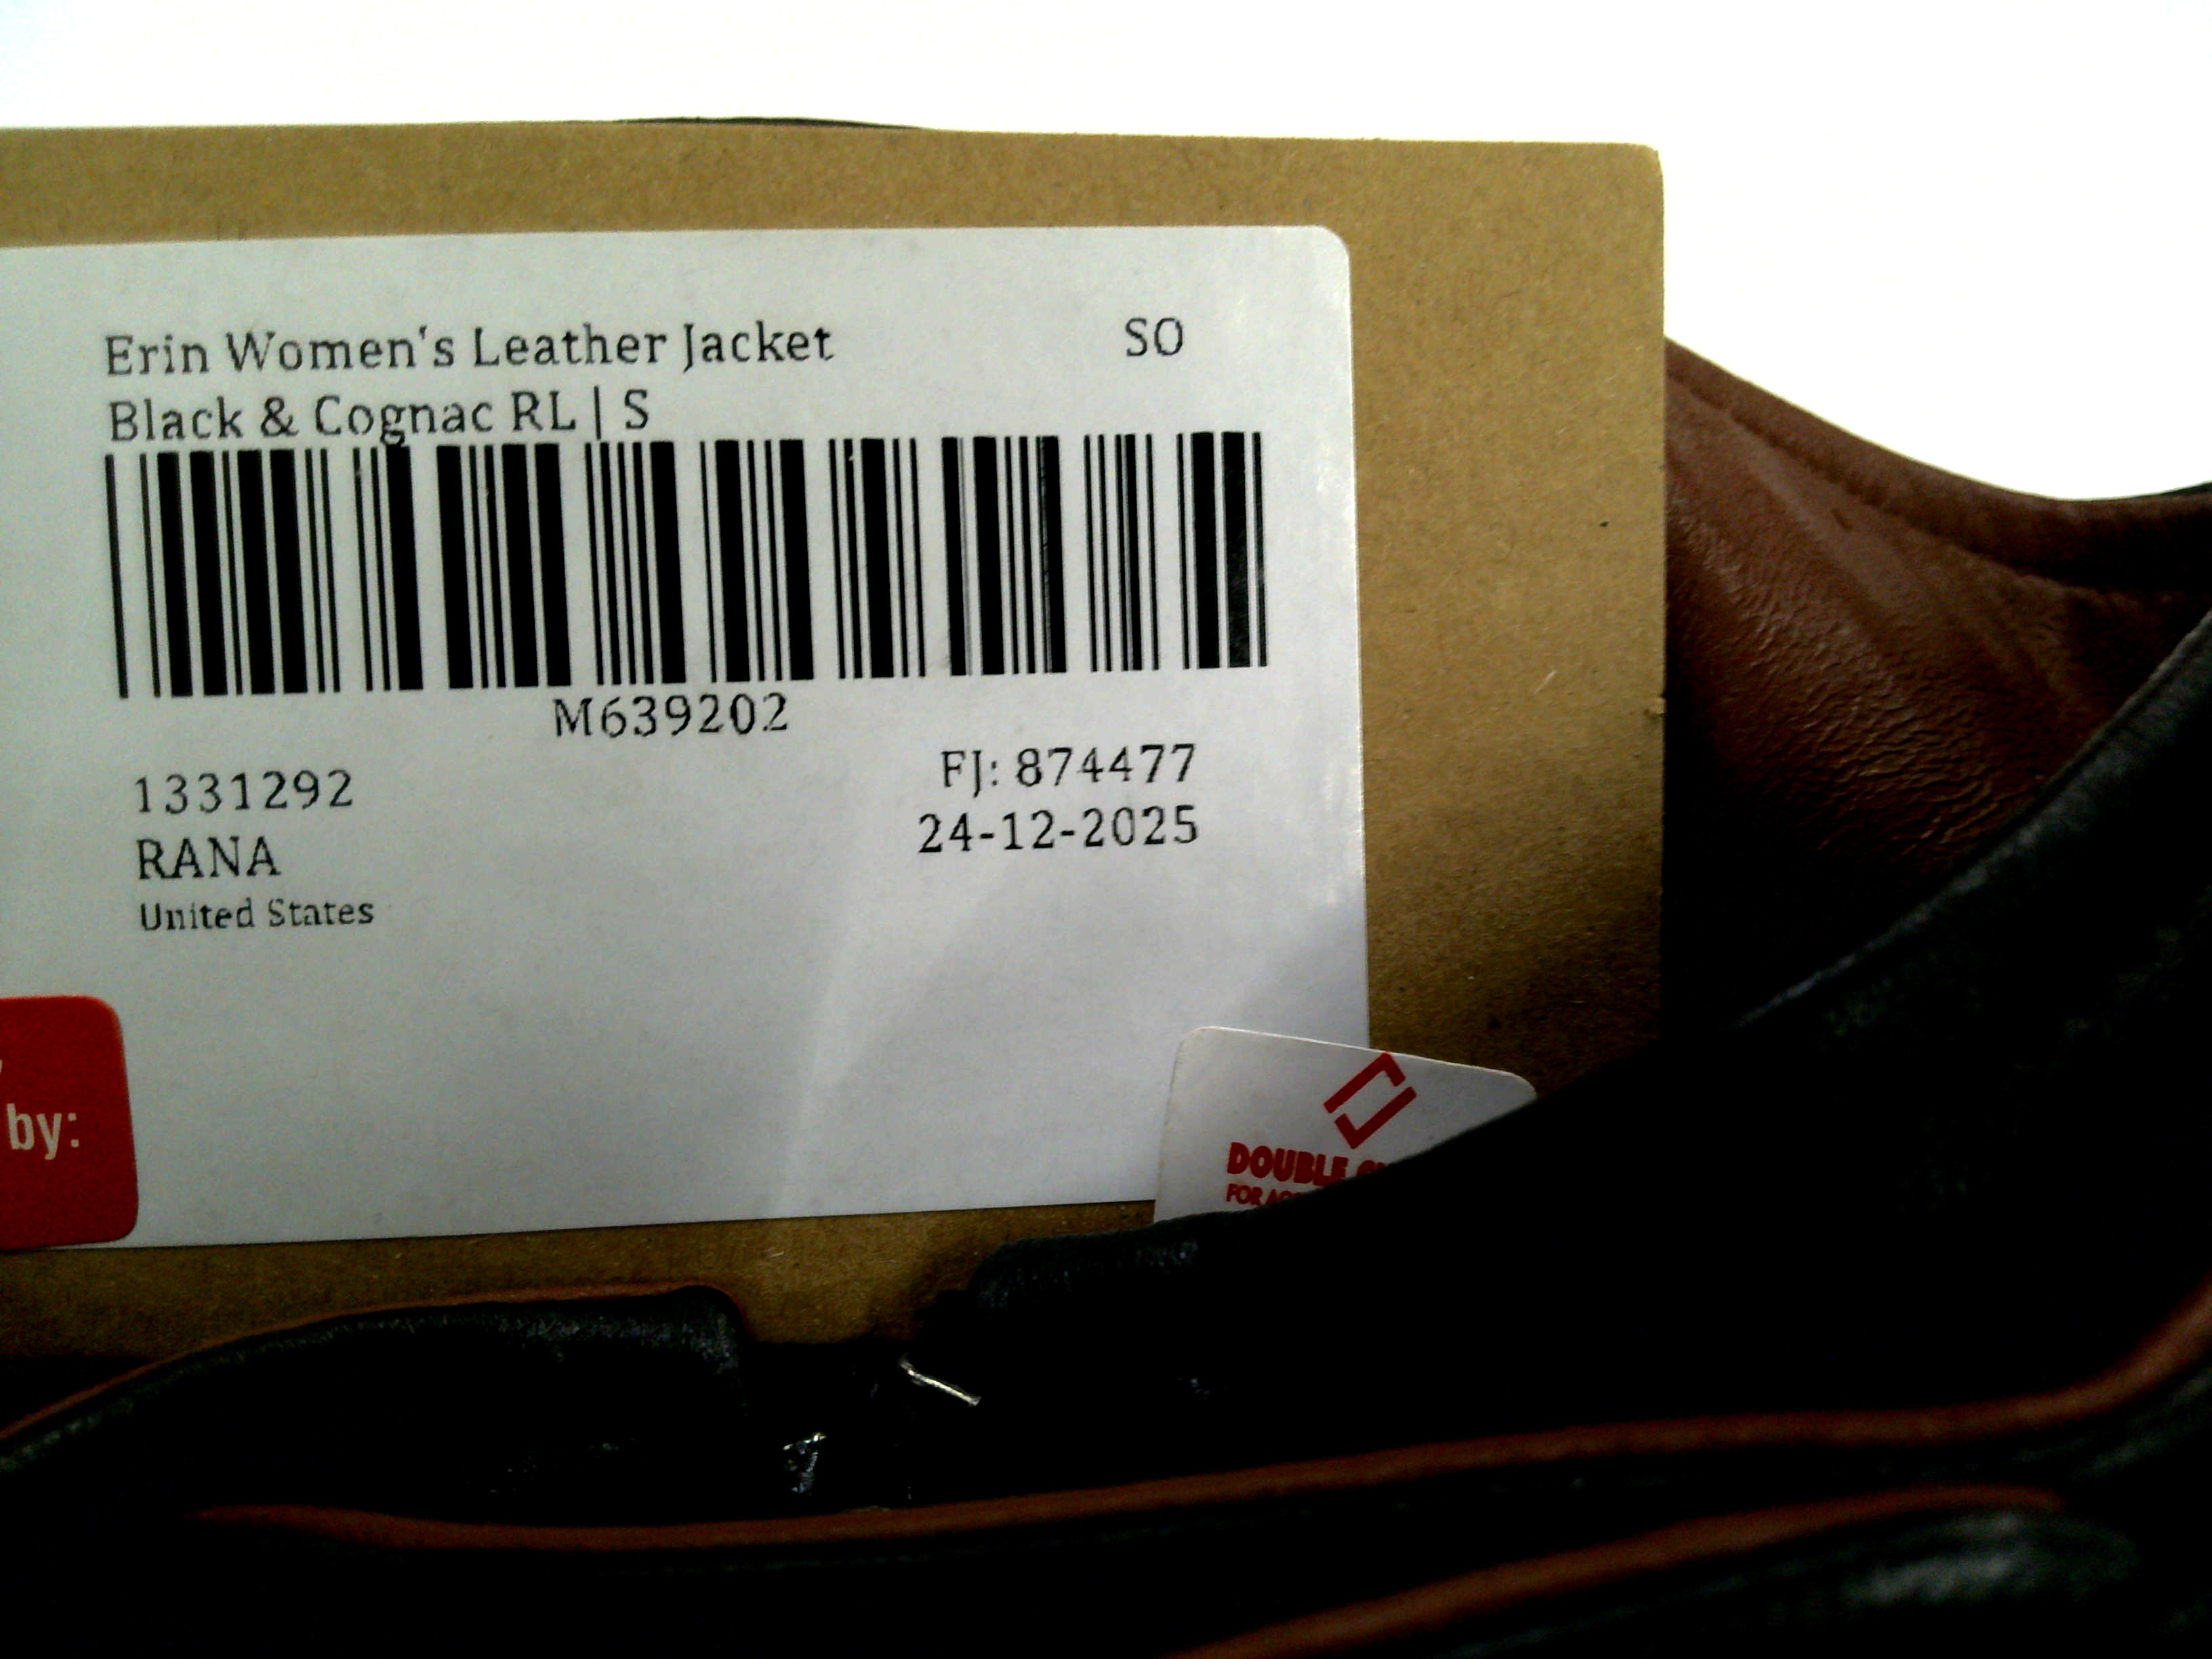 Erin Women's Leather Jacket SO
Black & Cognac RL | S
M639202
1331292 FJ: 874477
RANA 24-12-2025
United States
by:
DOUBLE
FOR